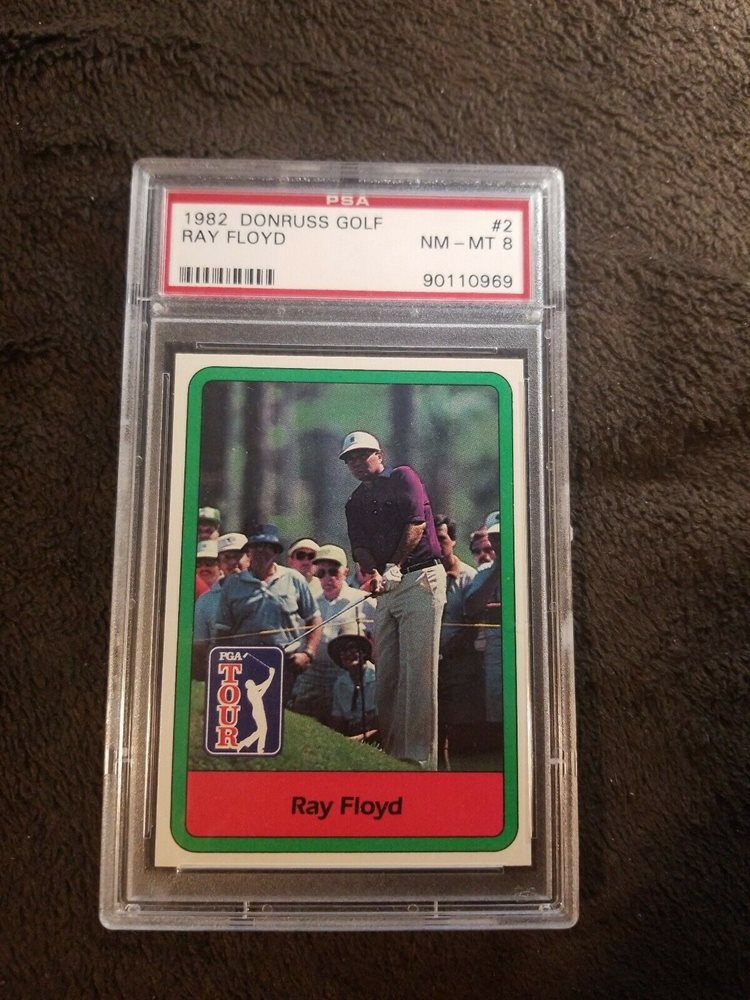 PSA
1982 DONRUSS GOLF #2
RAY FLOYD NM - MT 8
90110969
PGA
TOUR
Ray Floyd